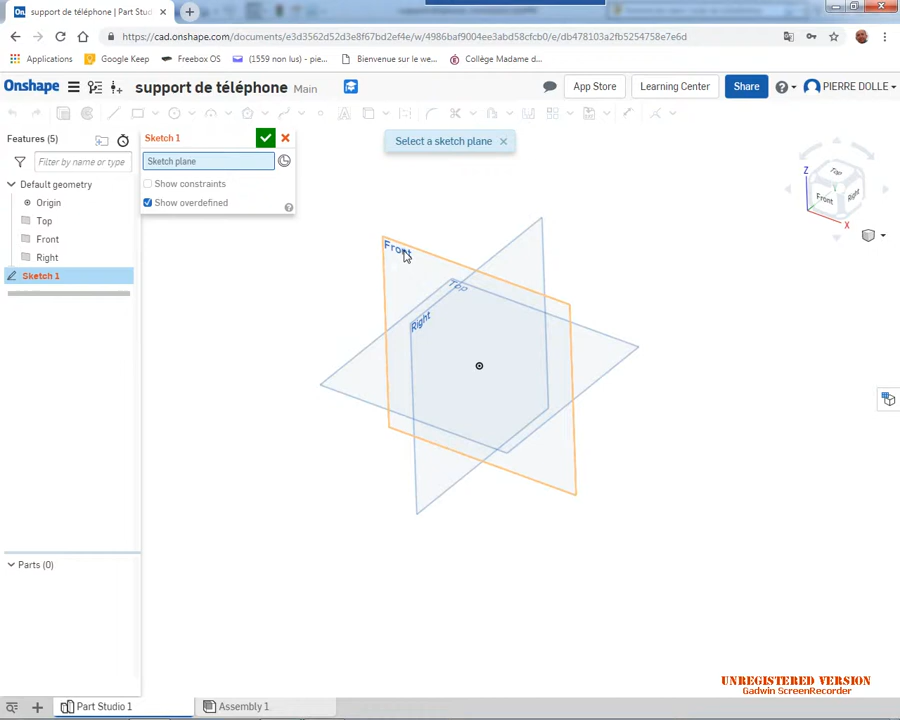 support de téléphone | Part Stud
https://cad.onshape.com/documents/e3d3562d52d3e8f67bd2ef4e/w/4986baf9004ee3abd58cfcb0/e/db478103a2fb5254758e7e6d
Applications Google Keep Freebox OS (1559 non lus) - pie... Bienvenue sur le we... Collège Madame d...
Onshape support de téléphone Main App Store Learning Center Share PIERRE DOLLE
Features (5) Sketch 1 Select a sketch plane
Filter by name or type Sketch plane
Default geometry Show constraints
Origin Show overdefined
Top
Front
Right
Sketch 1
Front
Top
Right
Z Top
Front Right
Y
X
Parts (0)
UNREGISTERED VERSION
Gadwin ScreenRecorder
Part Studio 1 Assembly 1